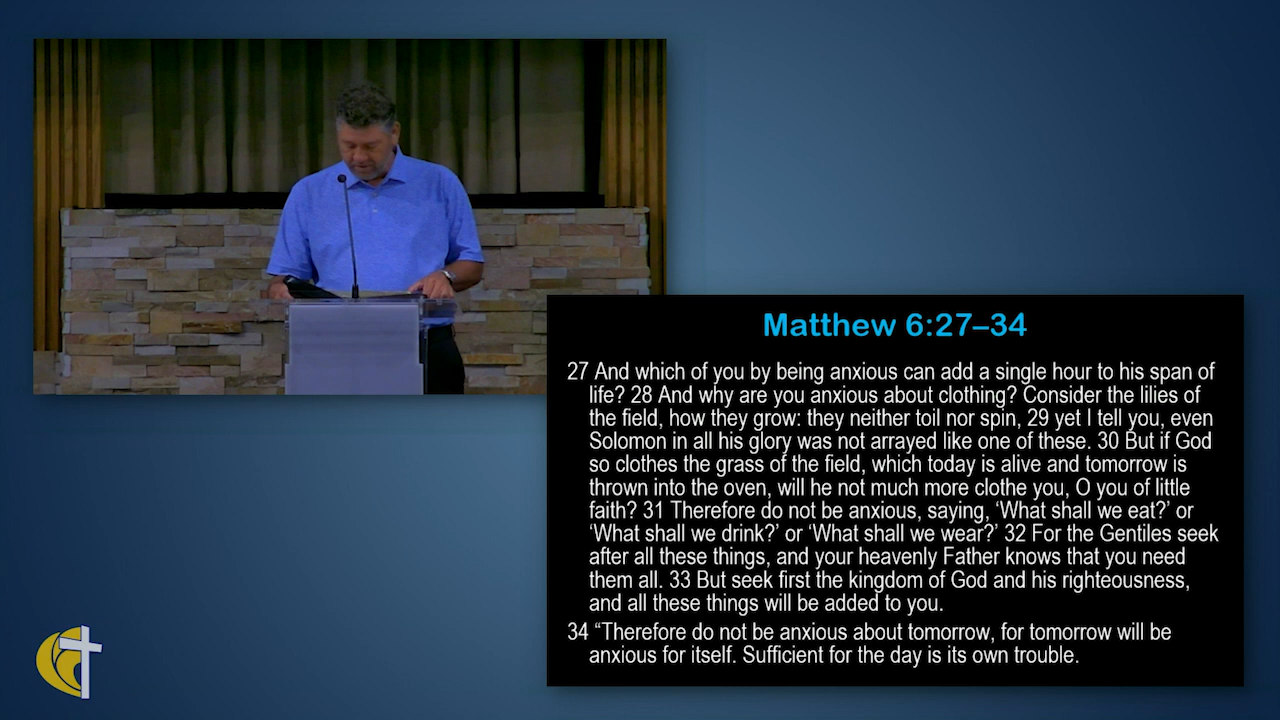 Matthew 6:27–34
27 And which of you by being anxious can add a single hour to his span of
life? 28 And why are you anxious about clothing? Consider the lilies of
the field, how they grow: they neither toil nor spin, 29 yet I tell you, even
Solomon in all his glory was not arrayed like one of these. 30 But if God
so clothes the grass of the field, which today is alive and tomorrow is
thrown into the oven, will he not much more clothe you, O you of little
faith? 31 Therefore do not be anxious, saying, ‘What shall we eat?’ or
‘What shall we drink?’ or ‘What shall we wear?’ 32 For the Gentiles seek
after all these things, and your heavenly Father knows that you need
them all. 33 But seek first the kingdom of God and his righteousness,
and all these things will be added to you.
34 “Therefore do not be anxious about tomorrow, for tomorrow will be
anxious for itself. Sufficient for the day is its own trouble.